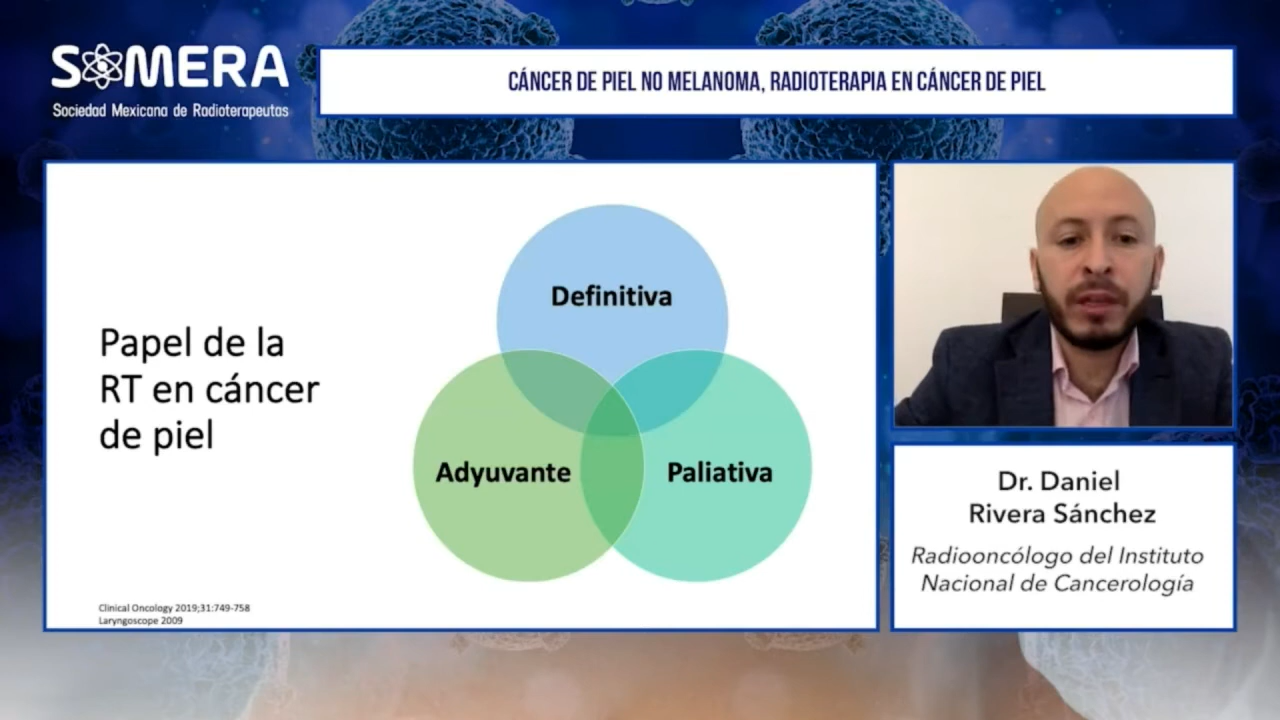 SOMERA
Sociedad Mexicana de Radioterapeutas
CÁNCER DE PIEL NO MELANOMA, RADIOTERAPIA EN CÁNCER DE PIEL
Papel de la
RT en cáncer
de piel
Definitiva
Adyuvante
Paliativa
Clinical Oncology 2019;31:749-758
Laryngoscope 2009
Dr. Daniel
Rivera Sánchez
Radiooncólogo del Instituto
Nacional de Cancerología